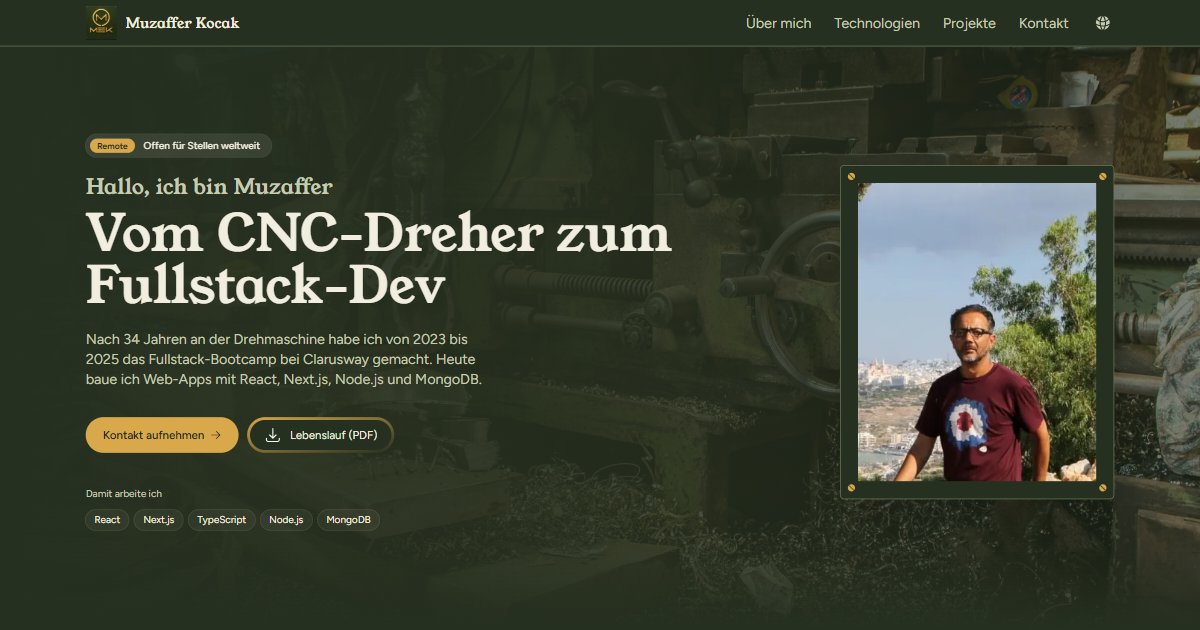 MEK
Muzaffer Kocak
Über mich
Technologien
Projekte
Kontakt
Remote
Offen für Stellen weltweit
Hallo, ich bin Muzaffer
Vom CNC-Dreher zum
Fullstack-Dev
Nach 34 Jahren an der Drehmaschine habe ich von 2023 bis
2025 das Fullstack-Bootcamp bei Clarusway gemacht. Heute
baue ich Web-Apps mit React, Next.js, Node.js und MongoDB.
Kontakt aufnehmen →
Lebenslauf (PDF)
Damit arbeite ich
React
Next.js
TypeScript
Node.js
MongoDB